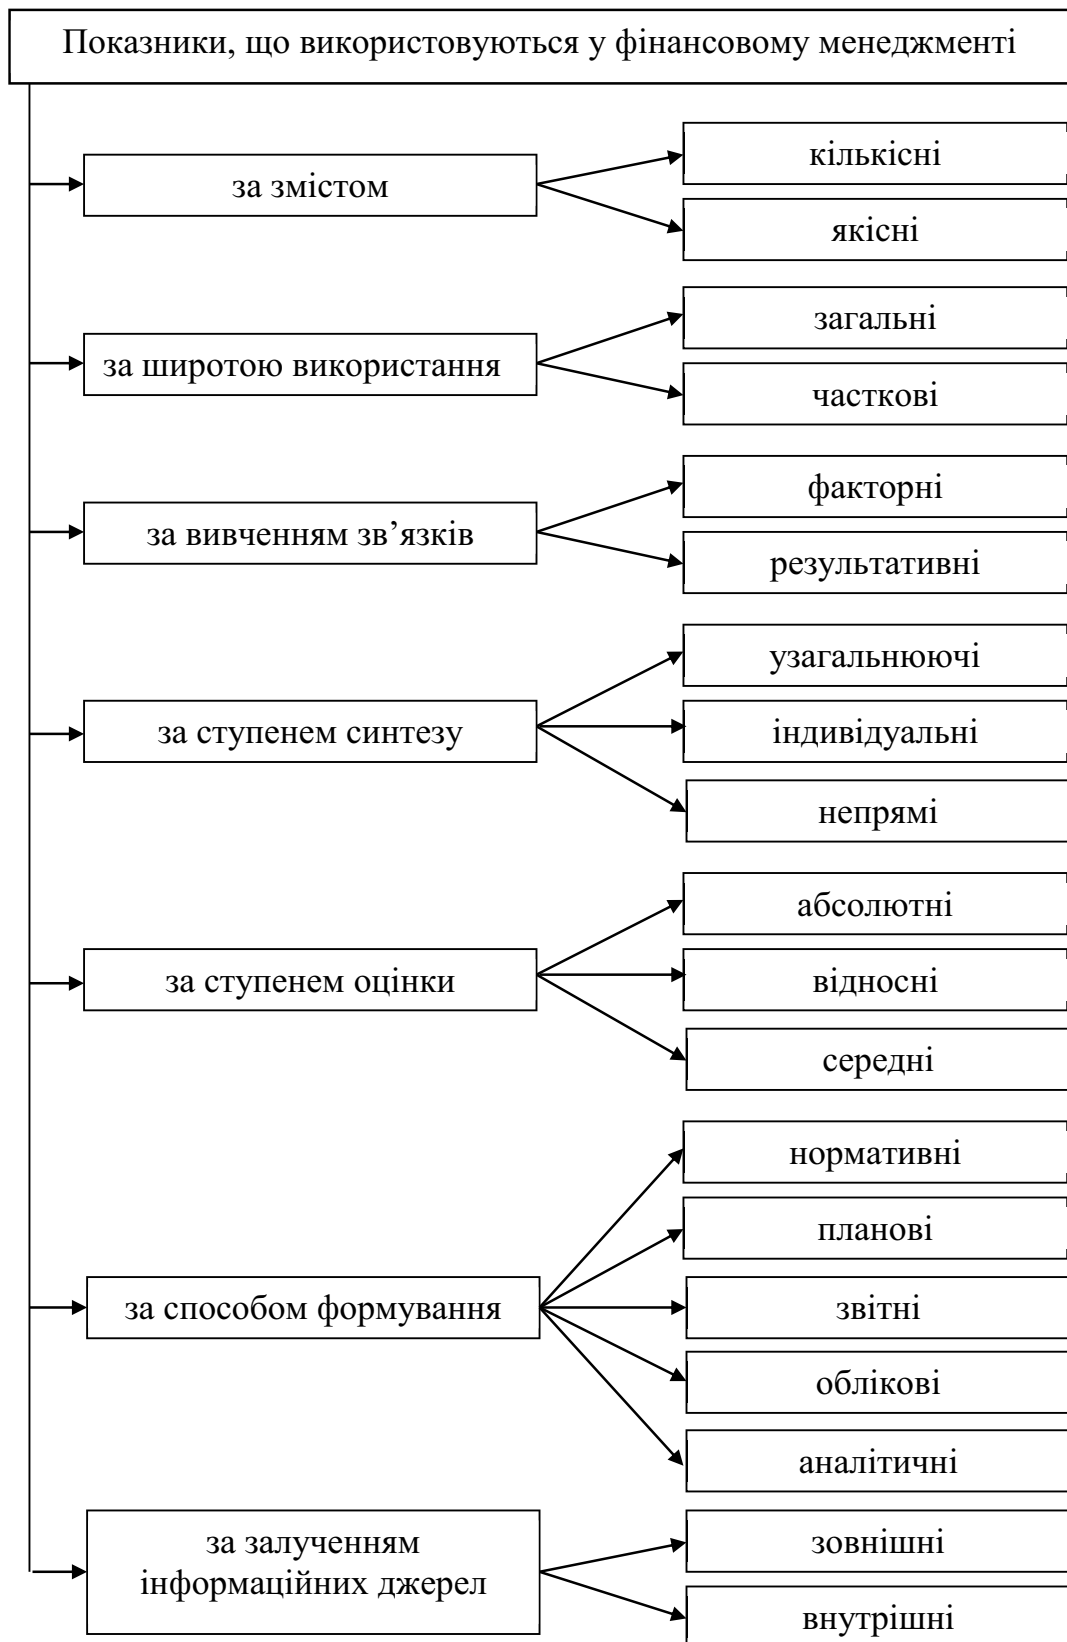 Показники, що використовуються у фінансовому менеджменті
за змістом
кількісні
якісні
за широтою використання
загальні
часткові
за вивченням зв’язків
факторні
результативні
за ступенем синтезу
узагальнюючі
індивідуальні
непрямі
за ступенем оцінки
абсолютні
відносні
середні
за способом формування
нормативні
планові
звітні
облікові
аналітичні
за залученням
інформаційних джерел
зовнішні
внутрішні